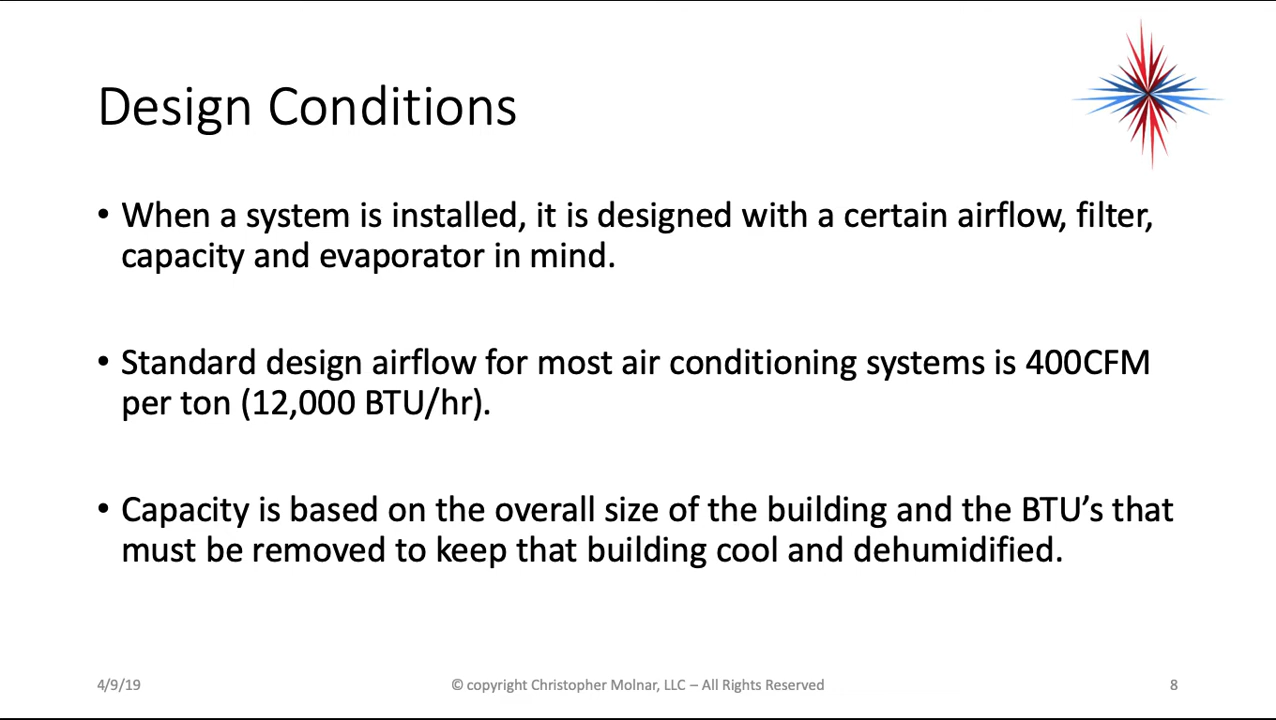 Design Conditions
• When a system is installed, it is designed with a certain airflow, filter,
capacity and evaporator in mind.
• Standard design airflow for most air conditioning systems is 400CFM
per ton (12,000 BTU/hr).
• Capacity is based on the overall size of the building and the BTU’s that
must be removed to keep that building cool and dehumidified.
4/9/19
© copyright Christopher Molnar, LLC – All Rights Reserved
8